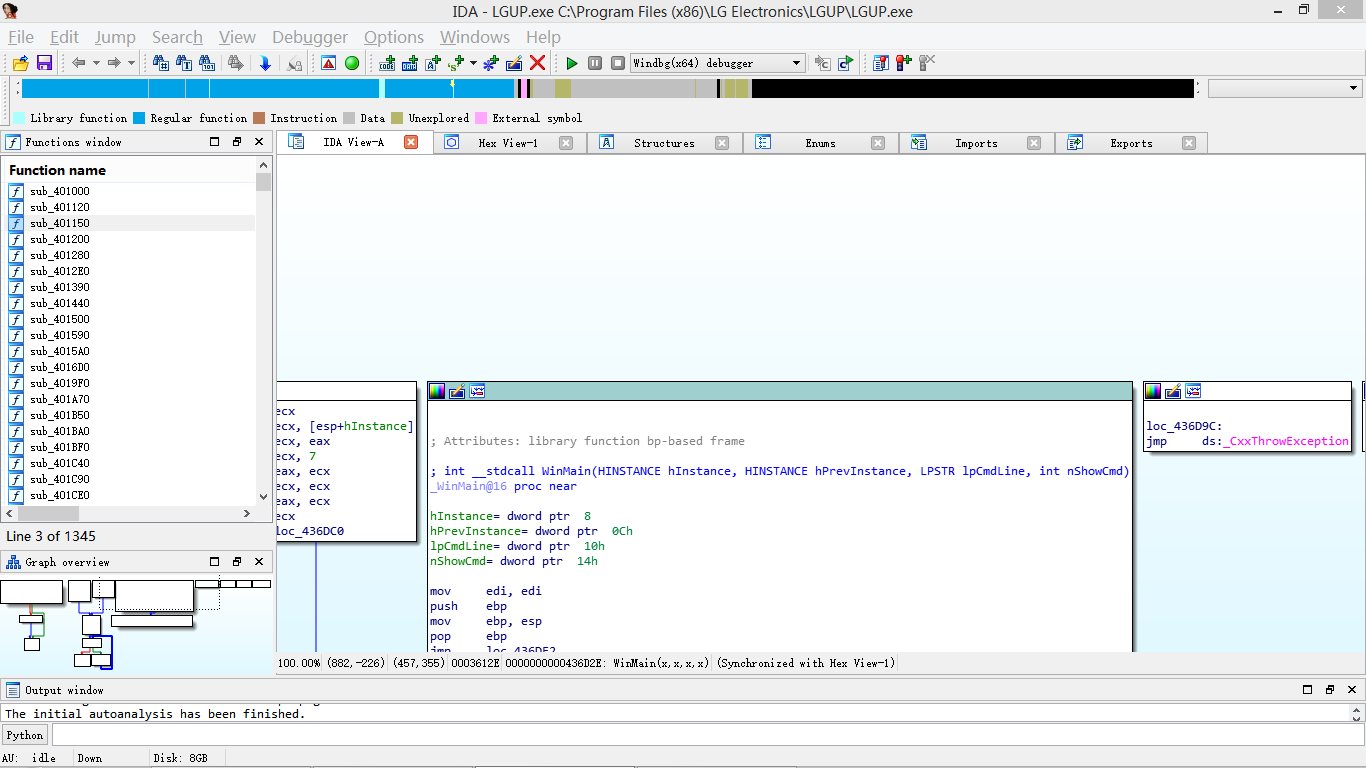 IDA - LGUP.exe C:\Program Files (x86)\LG Electronics\LGUP\LGUP.exe
File Edit Jump Search View Debugger Options Windows Help
Windbg(x64) debugger
Library function Regular function Instruction Data Unexplored External symbol
Functions window
IDA View-A Hex View-1 Structures Enums Imports Exports
Function name
sub_401000
sub_401120
sub_401150
sub_401200
sub_401280
sub_4012E0
sub_401390
sub_401440
sub_401500
sub_401590
sub_4015A0
sub_4016D0
sub_4019F0
sub_401A70
sub_401B50
sub_401BA0
sub_401BF0
sub_401C40
sub_401C90
sub_401CE0
Line 3 of 1345
Graph overview
ecx
ecx, [esp+hInstance]
ecx, eax
ecx, 7
eax, ecx
ecx, ecx
eax, ecx
ecx
loc_436DC0
; Attributes: library function bp-based frame
; int __stdcall WinMain(HINSTANCE hInstance, HINSTANCE hPrevInstance, LPSTR lpCmdLine, int nShowCmd)
_WinMain@16 proc near
hInstance= dword ptr 8
hPrevInstance= dword ptr 0Ch
lpCmdLine= dword ptr 10h
nShowCmd= dword ptr 14h
mov edi, edi
push ebp
mov ebp, esp
pop ebp
jmp loc_436DF2
loc_436D9C:
jmp ds:_CxxThrowException
100.00% (882,-226) (457,355) 0003612E 0000000000436D2E: WinMain(x,x,x,x) (Synchronized with Hex View-1)
Output window
The initial autoanalysis has been finished.
Python
AU: idle Down Disk: 8GB